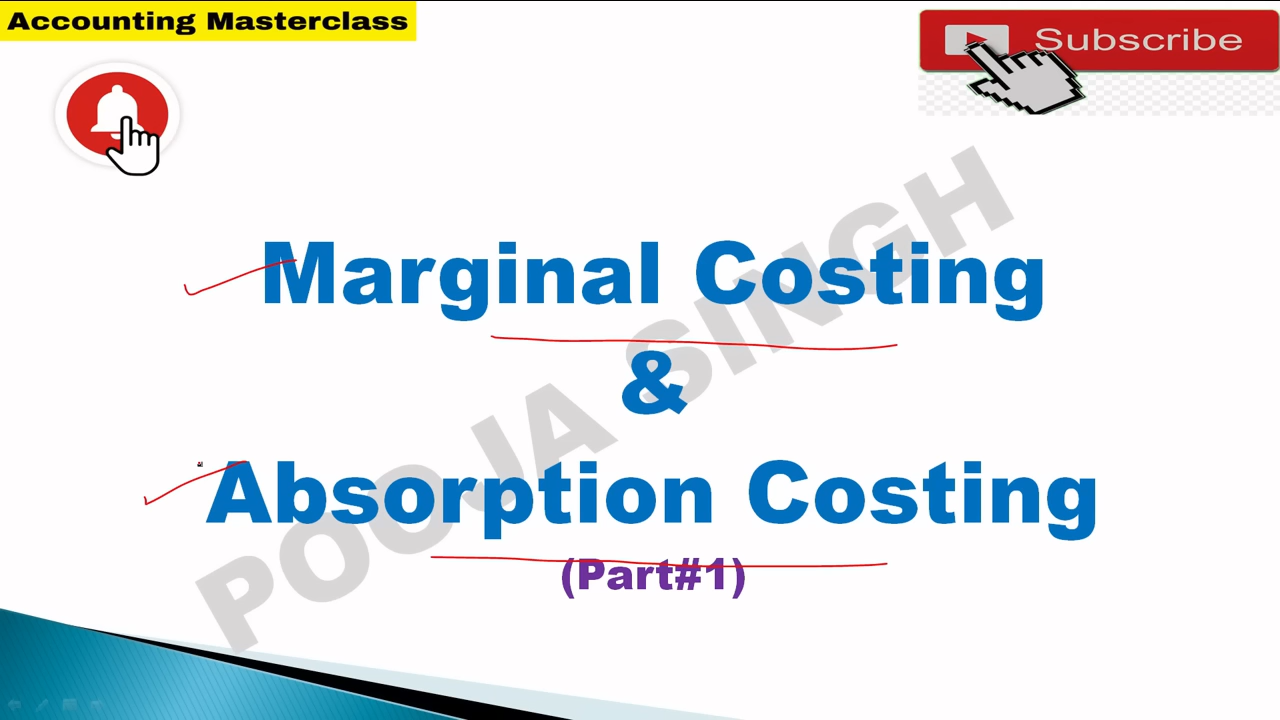 Accounting Masterclass
Subscribe
Marginal Costing
&
Absorption Costing
(Part#1)
POOJA SINGH